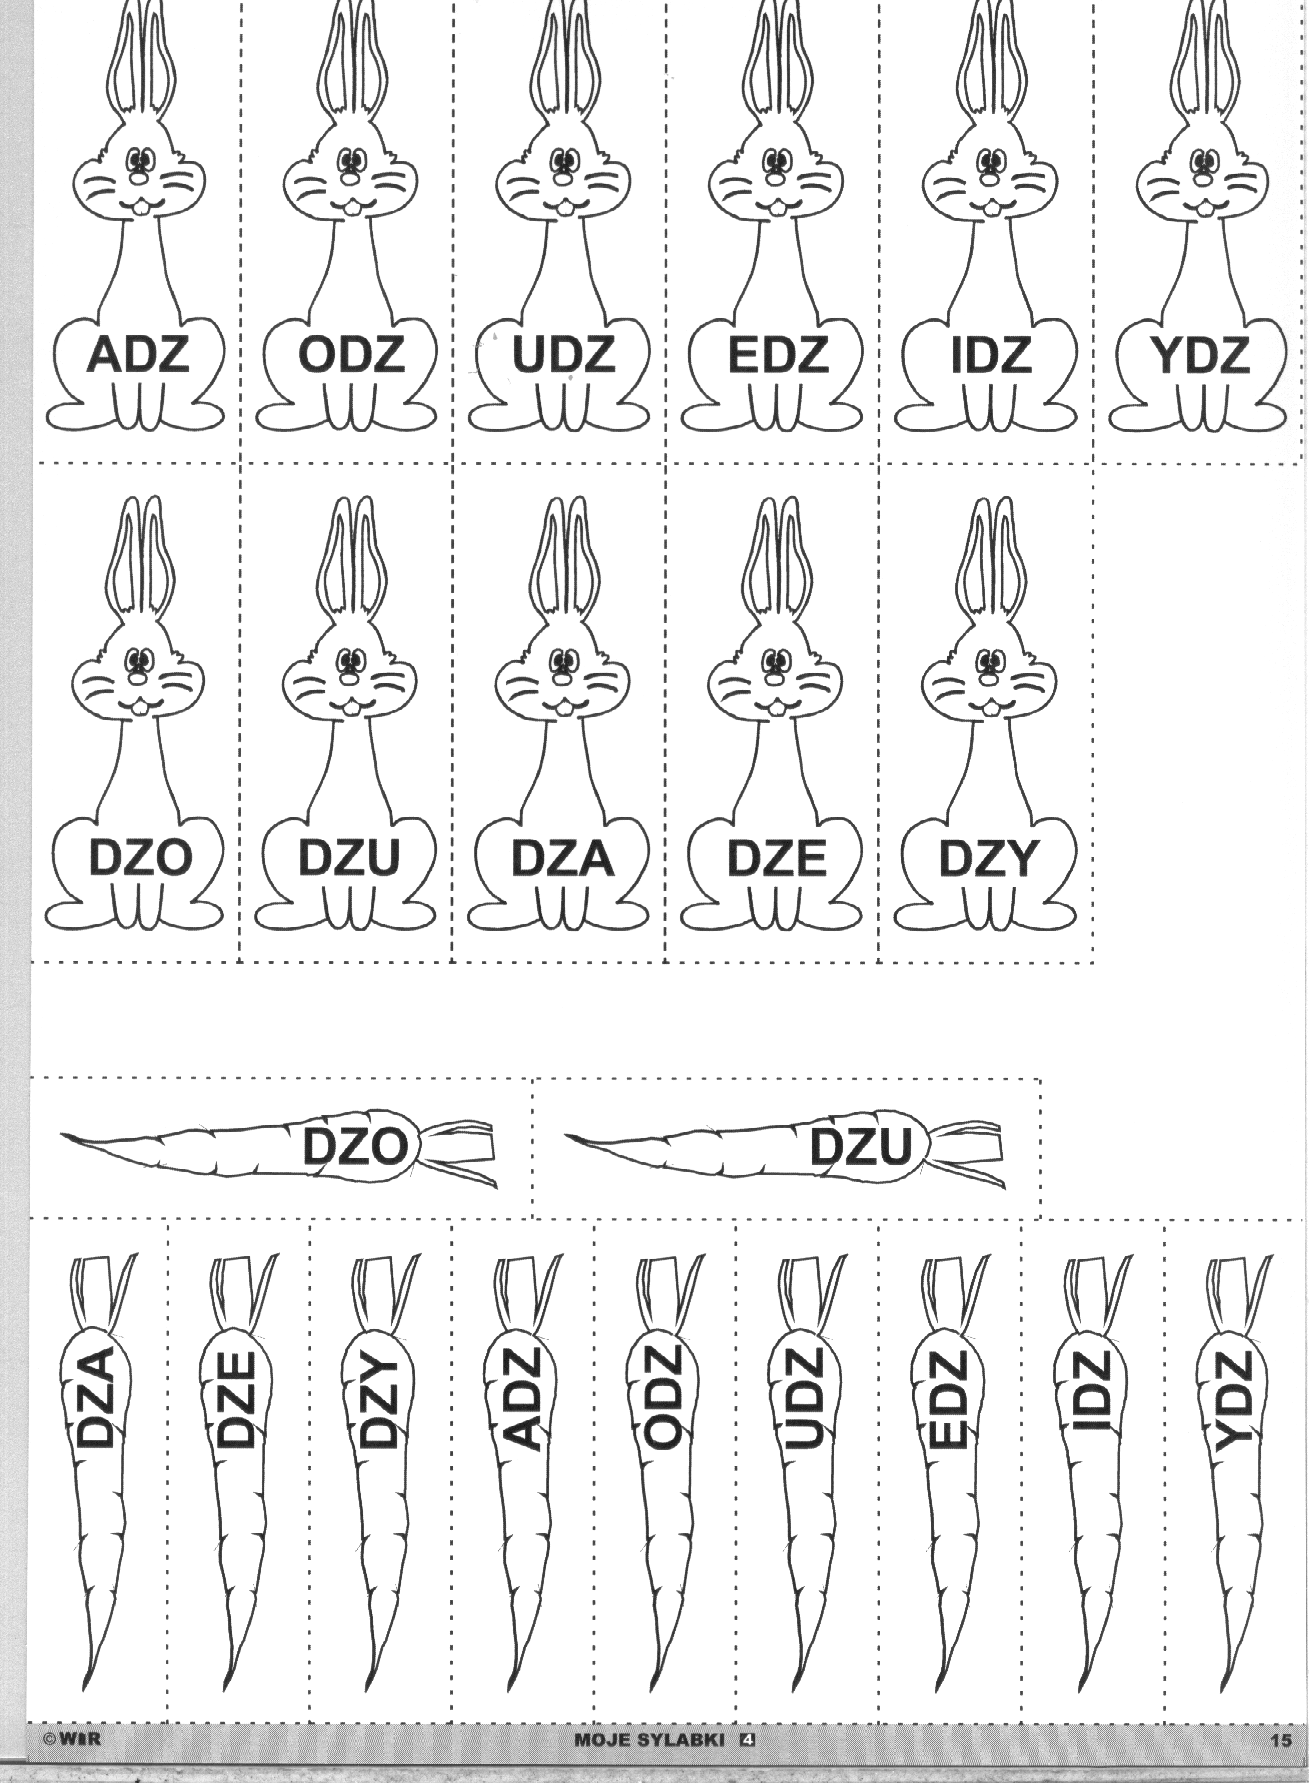 ADZ ODZ UDZ EDZ IDZ YDZ
DZO DZU DZA DZE DZY
DZO DZU
DZA DZE DZY ADZ ODZ UDZ EDZ IDZ YDZ
© WIR MOJE SYLABKI 4 15